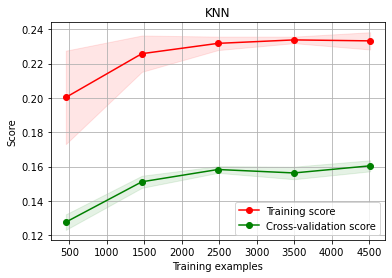 KNN
0.24
0.22
0.20
0.18
0.16
0.14
0.12
Score
Training score
Cross-validation score
500 1000 1500 2000 2500 3000 3500 4000 4500
Training examples